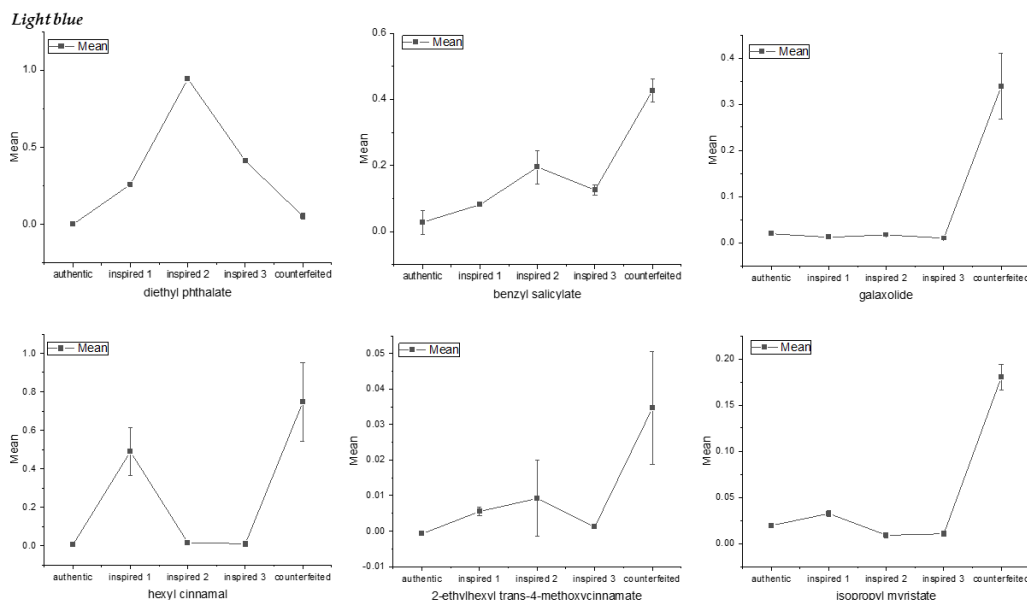 Light blue
Mean
1.0
0.5
0.0
Mean
authentic inspired 1 inspired 2 inspired 3 counterfeited
diethyl phthalate
Mean
0.6
0.4
0.2
0.0
Mean
authentic inspired 1 inspired 2 inspired 3 counterfeited
benzyl salicylate
Mean
0.4
0.3
0.2
0.1
0.0
Mean
authentic inspired 1 inspired 2 inspired 3 counterfeited
galaxolide
Mean
1.0
0.8
0.6
0.4
0.2
0.0
Mean
authentic inspired 1 inspired 2 inspired 3 counterfeited
hexyl cinnamal
Mean
0.05
0.04
0.03
0.02
0.01
0.00
-0.01
Mean
authentic inspired 1 inspired 2 inspired 3 counterfeited
2-ethylhexyl trans-4-methoxycinnamate
Mean
0.20
0.15
0.10
0.05
0.00
Mean
authentic inspired 1 inspired 2 inspired 3 counterfeited
isopropyl myristate